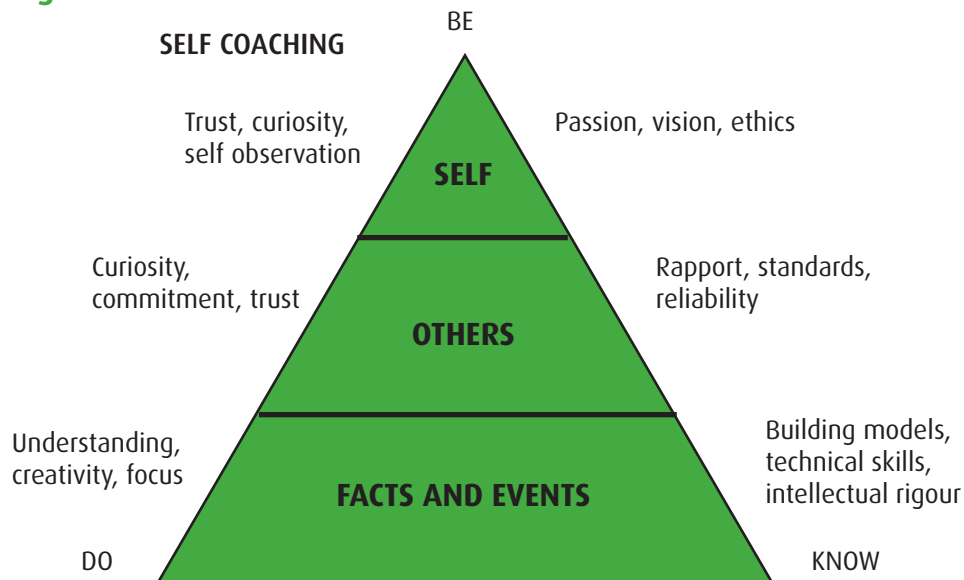 BE
SELF COACHING
Trust, curiosity,
self observation
Passion, vision, ethics
SELF
Curiosity,
commitment, trust
Rapport, standards,
reliability
OTHERS
Understanding,
creativity, focus
Building models,
technical skills,
intellectual rigour
FACTS AND EVENTS
DO
KNOW